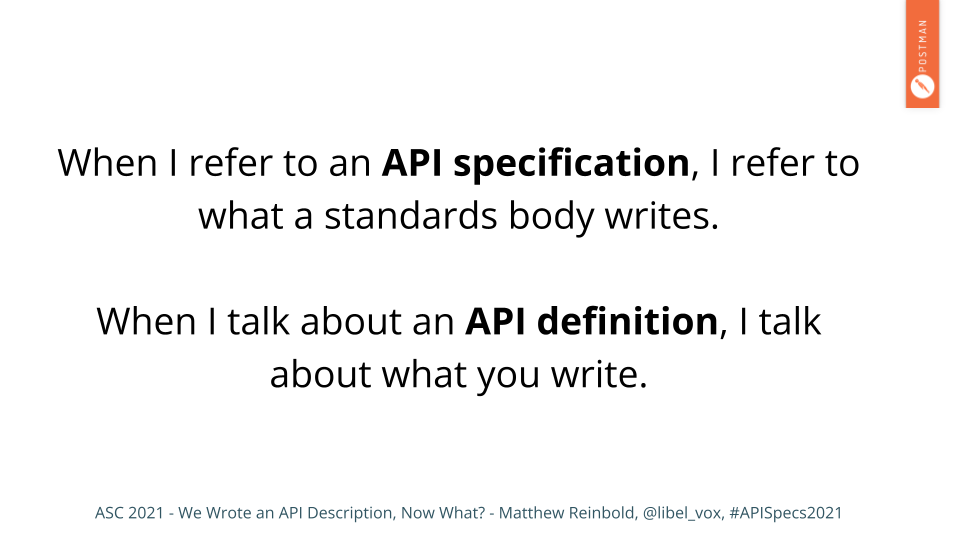 POSTMAN
When I refer to an API specification, I refer to
what a standards body writes.
When I talk about an API definition, I talk
about what you write.
ASC 2021 - We Wrote an API Description, Now What? - Matthew Reinbold, @libel_vox, #APISpecs2021